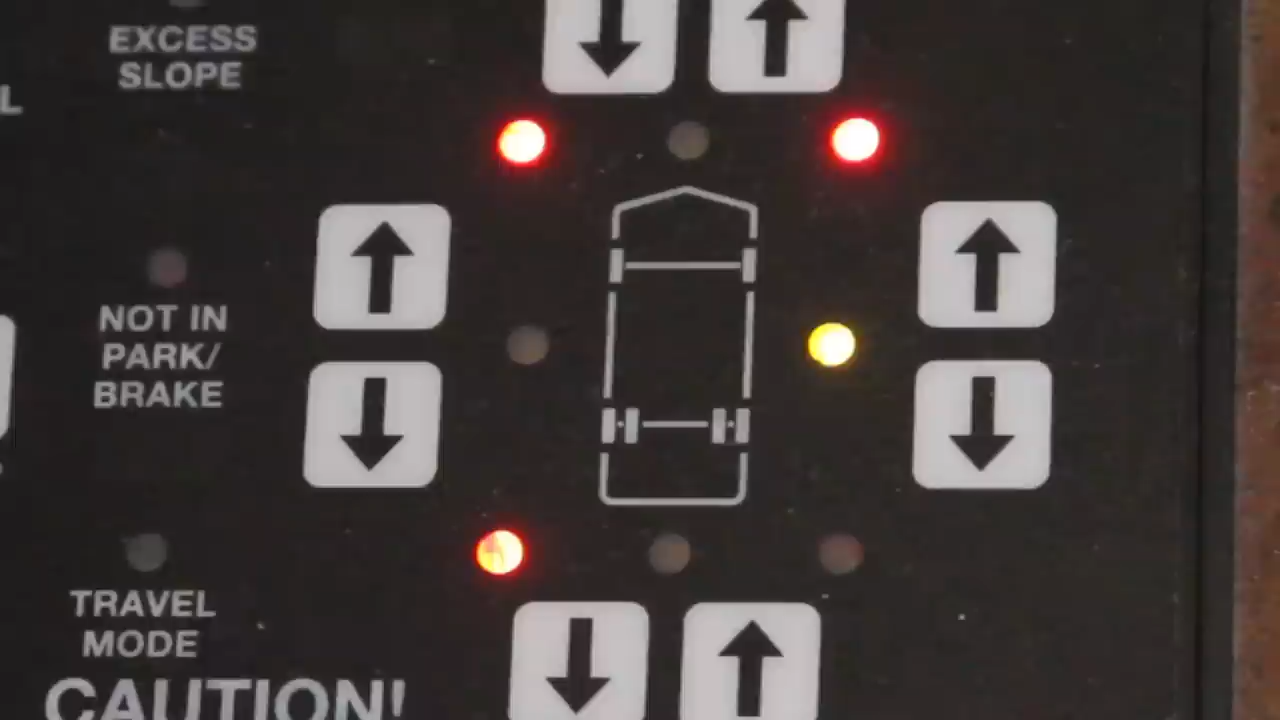 EXCESS
SLOPE
L
NOT IN
PARK/
BRAKE
TRAVEL
MODE
CAUTION!